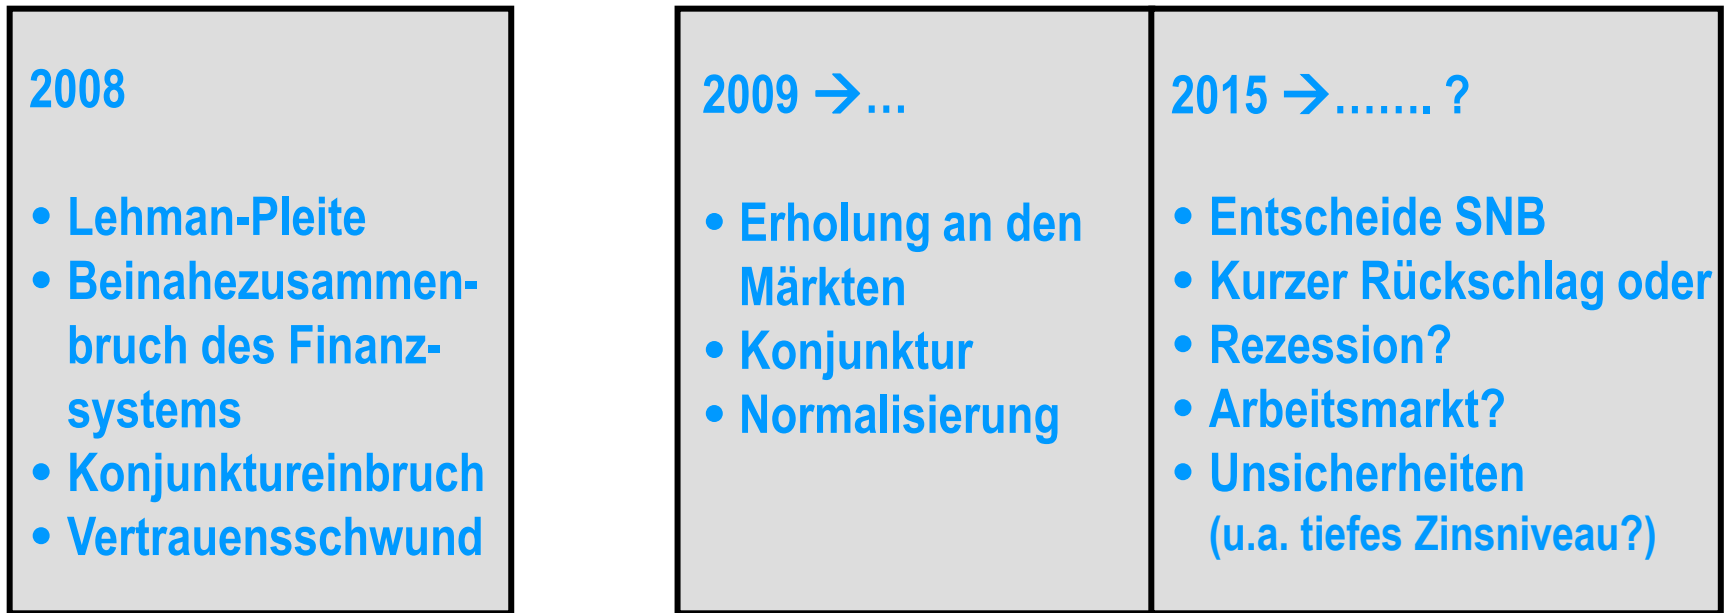 2008
• Lehman-Pleite
• Beinahezusammen-
bruch des Finanz-
systems
• Konjunktureinbruch
• Vertrauensschwund
2009 →…
• Erholung an den
Märkten
• Konjunktur
• Normalisierung
2015 →……. ?
• Entscheide SNB
• Kurzer Rückschlag oder
• Rezession?
• Arbeitsmarkt?
• Unsicherheiten
(u.a. tiefes Zinsniveau?)